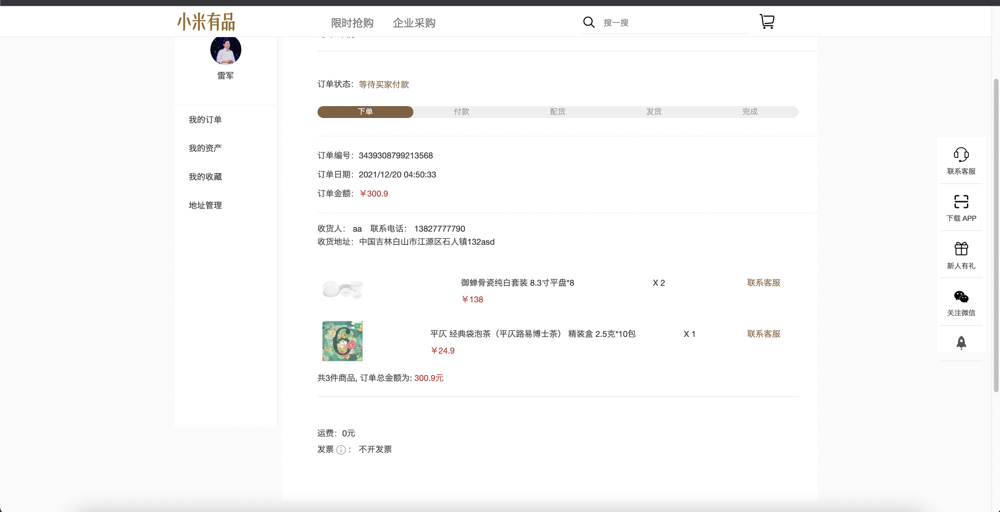 小米有品
限时抢购
企业采购
搜一搜
雷军
我的订单
我的资产
我的收藏
地址管理
订单状态： 等待买家付款
下单
付款
配货
发货
完成
订单编号： 3439308799213568
订单日期： 2021/12/20 04:50:33
订单金额： ￥300.9
收货人： aa 联系电话： 13827777790
收货地址： 中国吉林白山市江源区石人镇132asd
御蝉骨瓷纯白套装 8.3寸平盘*8
X 2
联系客服
￥138
平仄 经典袋泡茶（平仄路易博士茶） 精装盒 2.5克*10包
X 1
联系客服
￥24.9
共3件商品, 订单总金额为: 300.9元
运费： 0元
发票 ： 不开发票
联系客服
下载 APP
新人有礼
关注微信